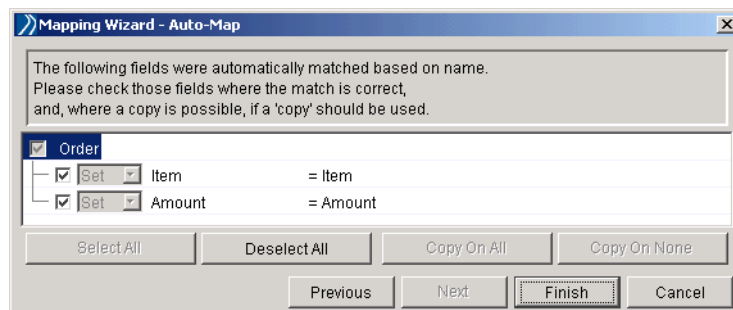 Mapping Wizard - Auto-Map
The following fields were automatically matched based on name.
Please check those fields where the match is correct,
and, where a copy is possible, if a 'copy' should be used.
Order
Set Item = Item
Set Amount = Amount
Select All Deselect All Copy On All Copy On None
Previous Next Finish Cancel